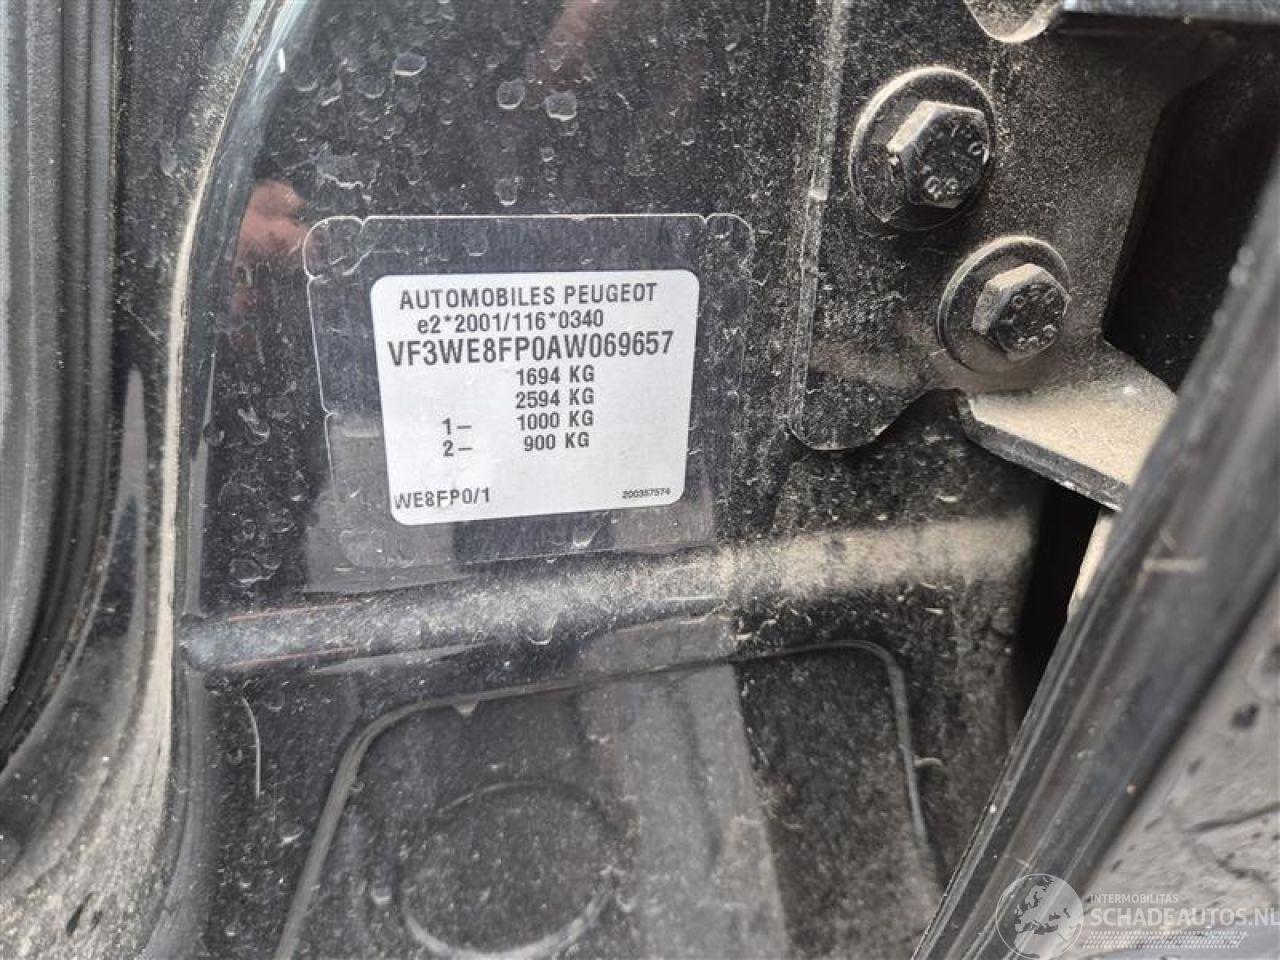 AUTOMOBILES PEUGEOT
e2*2001/116*0340
VF3WE8FP0AW069657
1694 KG
2594 KG
1- 1000 KG
2- 900 KG
WE8FP0/1 200357574
INTERMOBILITAS
SCHADEAUTOS.NL